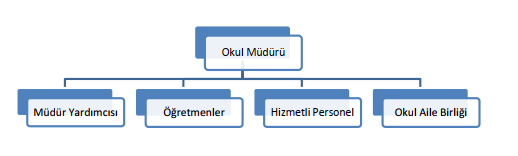 Okul Müdürü
Müdür Yardımcısı
Öğretmenler
Hizmetli Personel
Okul Aile Birliği